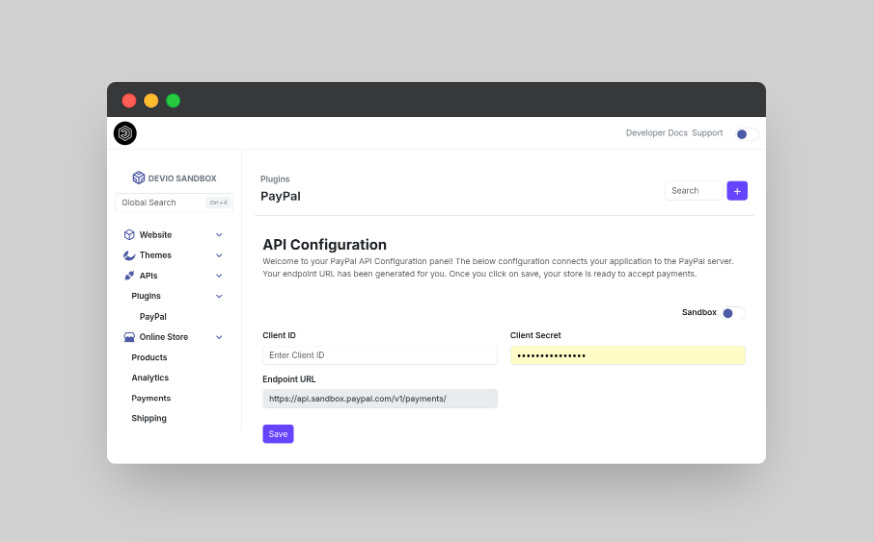 Developer Docs Support
DEVIO SANDBOX
Global Search
Ctrl + K
Website
Themes
APIs
Plugins
PayPal
Online Store
Products
Analytics
Payments
Shipping
Plugins
PayPal
Search
+
API Configuration
Welcome to your PayPal API Configuration panel! The below configuration connects your application to the PayPal server.
Your endpoint URL has been generated for you. Once you click on save, your store is ready to accept payments.
Sandbox
Client ID
Client Secret
Enter Client ID
•••••••••••••••
Endpoint URL
https://api.sandbox.paypal.com/v1/payments/
Save